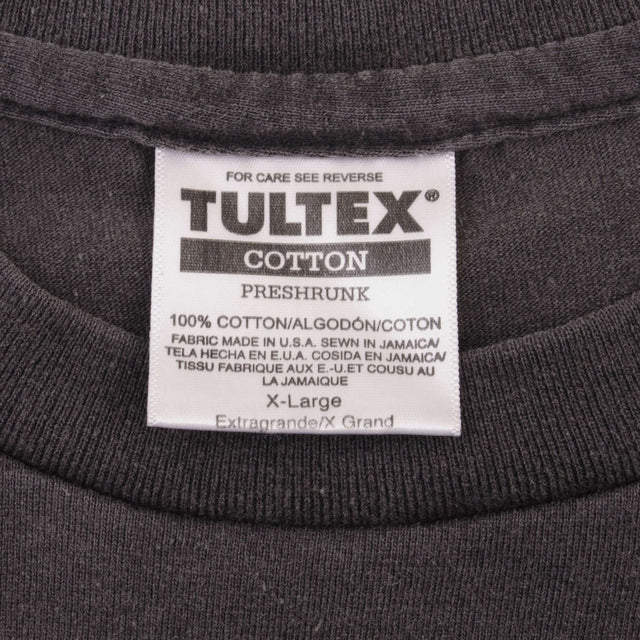 FOR CARE SEE REVERSE
TULTEX®
COTTON
PRESHRUNK
100% COTTON/ALGODÓN/COTON
FABRIC MADE IN U.S.A. SEWN IN JAMAICA/
TELA HECHA EN E.U.A. COSIDA EN JAMAICA/
TISSU FABRIQUE AUX E.-U.ET COUSU AU
LA JAMAIQUE
X-Large
Extragrande/X Grand